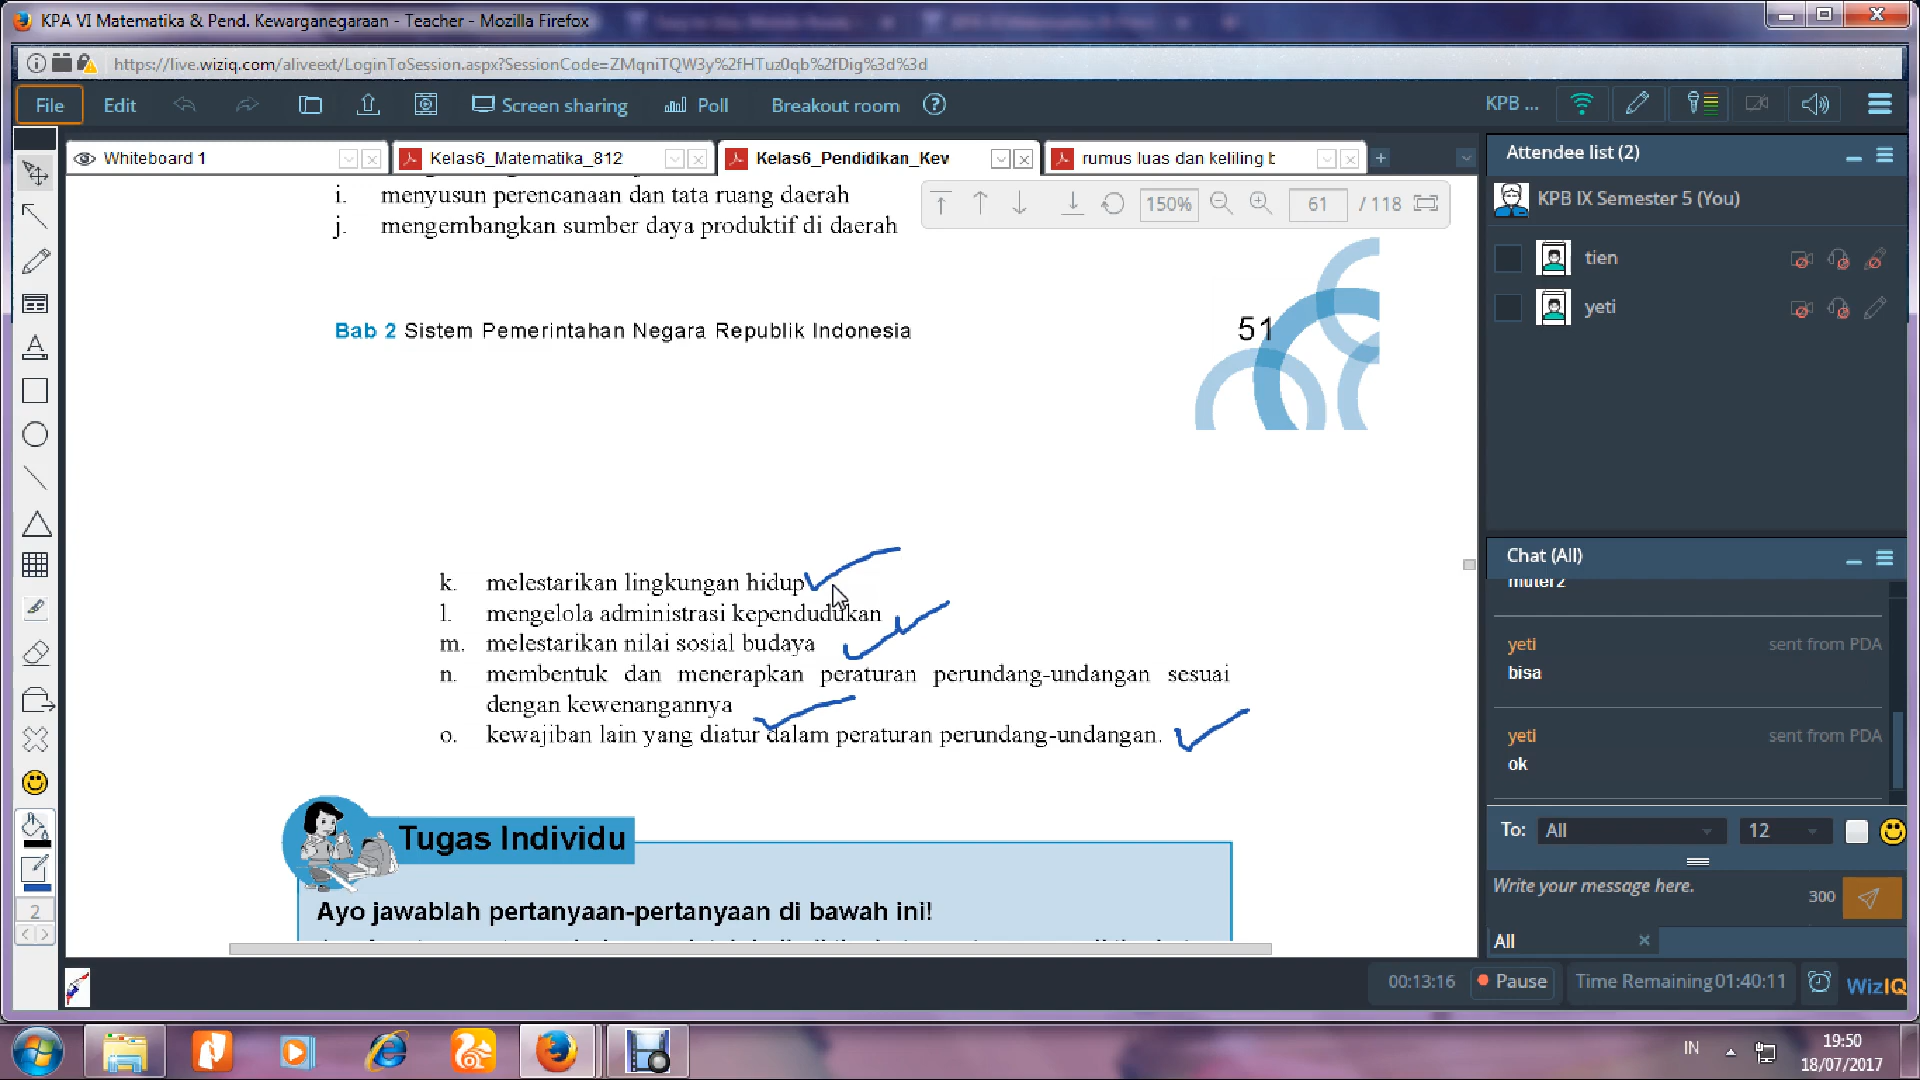 KPA VI Matematika & Pend. Kewarganegaraan - Teacher - Mozilla Firefox
https://live.wiziq.com/aliveext/LoginToSession.aspx?SessionCode=ZMqniTQW3y%2fHTuz0qb%2fDig%3d%3d
File Edit Screen sharing Poll Breakout room ? KPB ...
Whiteboard 1 Kelas6_Matematika_812 Kelas6_Pendidikan_Kew rumus luas dan keliling b +
150% 61 / 118
i. menyusun perencanaan dan tata ruang daerah
j. mengembangkan sumber daya produktif di daerah
Bab 2 Sistem Pemerintahan Negara Republik Indonesia 51
k. melestarikan lingkungan hidup
l. mengelola administrasi kependudukan
m. melestarikan nilai sosial budaya
n. membentuk dan menerapkan peraturan perundang-undangan sesuai
dengan kewenangannya
o. kewajiban lain yang diatur dalam peraturan perundang-undangan.
Tugas Individu
Ayo jawablah pertanyaan-pertanyaan di bawah ini!
2
Attendee list (2)
KPB IX Semester 5 (You)
tien
yeti
Chat (All)
muter2
yeti sent from PDA
bisa
yeti sent from PDA
ok
To: All 12
Write your message here. 300
All
00:13:16 Pause Time Remaining 01:40:11 WizIQ
IN 19:50
18/07/2017